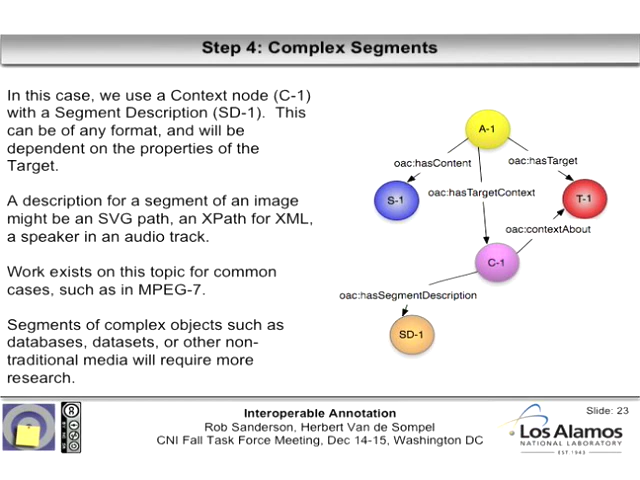 Step 4: Complex Segments
In this case, we use a Context node (C-1)
with a Segment Description (SD-1).  This
can be of any format, and will be
dependent on the properties of the
Target.
A description for a segment of an image
might be an SVG path, an XPath for XML,
a speaker in an audio track.
Work exists on this topic for common
cases, such as in MPEG-7.
Segments of complex objects such as
databases, datasets, or other non-
traditional media will require more
research.
A-1
oac:hasContent
oac:hasTarget
S-1
oac:hasTargetContext
T-1
oac:contextAbout
C-1
oac:hasSegmentDescription
SD-1
Interoperable Annotation
Rob Sanderson, Herbert Van de Sompel
CNI Fall Task Force Meeting, Dec 14-15, Washington DC
Slide: 23
Los Alamos
NATIONAL LABORATORY
EST 1943